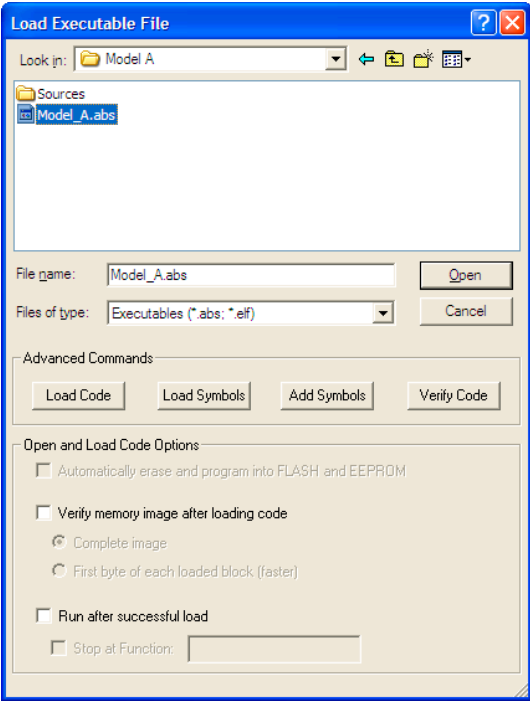 Load Executable File
Look in: Model A
Sources
Model_A.abs
File name: Model_A.abs Open
Files of type: Executables (*.abs; *.elf) Cancel
Advanced Commands
Load Code Load Symbols Add Symbols Verify Code
Open and Load Code Options
Automatically erase and program into FLASH and EEPROM
Verify memory image after loading code
Complete image
First byte of each loaded block (faster)
Run after successful load
Stop at Function: